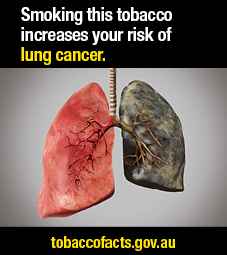 Smoking this tobacco
increases your risk of
lung cancer.
tobaccofacts.gov.au